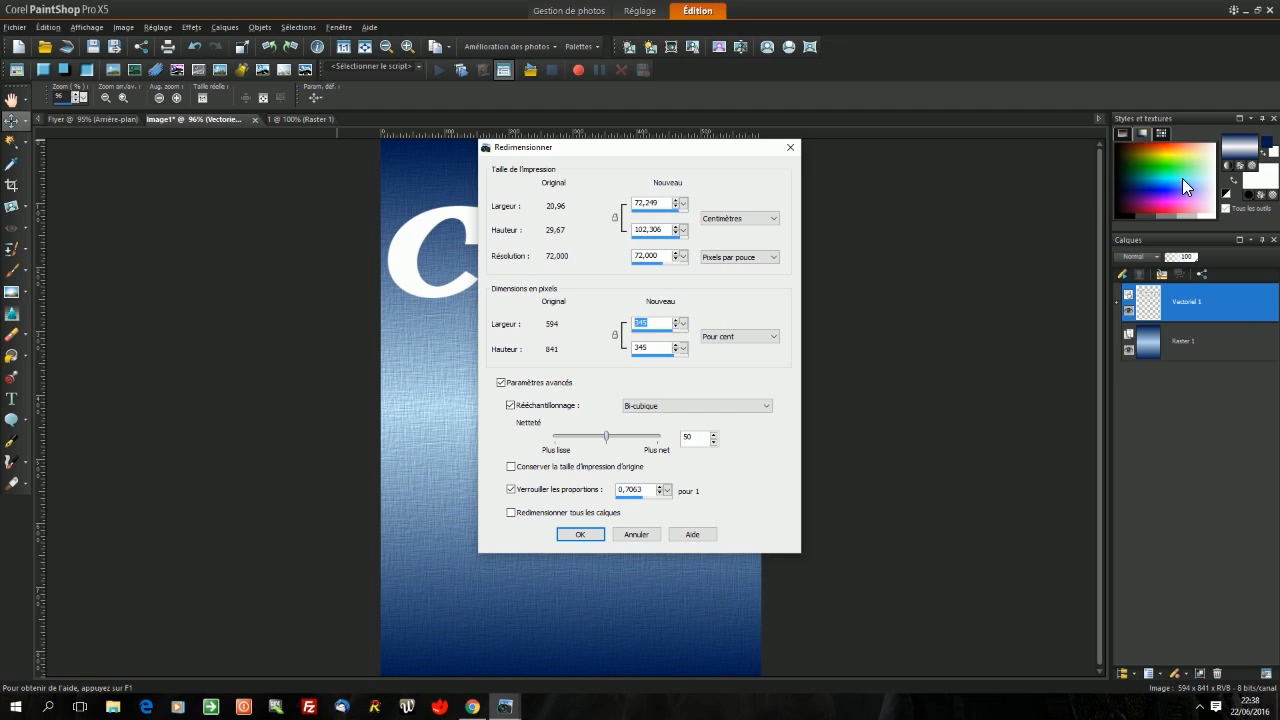 Corel PaintShop Pro X5
Gestion de photos Réglage Édition
Fichier Édition Affichage Image Réglage Effets Calques Objets Sélections Fenêtre Aide
Amélioration des photos Palettes
<Sélectionner le script>
Zoom ( % ) Zoom arr./av. Aug. zoom Taille réelle Param. déf.
96
Flyer @ 95% (Arrière-plan) Image1* @ 96% (Vectorie... 1 @ 100% (Raster 1)
C
Redimensionner
Taille de l'impression
Original Nouveau
Largeur : 20,96 72,249 Centimètres
Hauteur : 29,67 102,306
Résolution : 72,000 72,000 Pixels par pouce
Dimensions en pixels
Original Nouveau
Largeur : 594 345 Pour cent
Hauteur : 841 345
Paramètres avancés
Rééchantillonnage : Bi-cubique
Netteté
50
Plus lisse Plus net
Conserver la taille d'impression d'origine
Verrouiller les proportions : 0,7063 pour 1
Redimensionner tous les calques
OK Annuler Aide
Styles et textures
Tous les outils
Calques
Normal 100
Vectoriel 1
Raster 1
Pour obtenir de l'aide, appuyez sur F1
Image : 594 x 841 x RVB - 8 bits/canal
22:38
22/06/2016